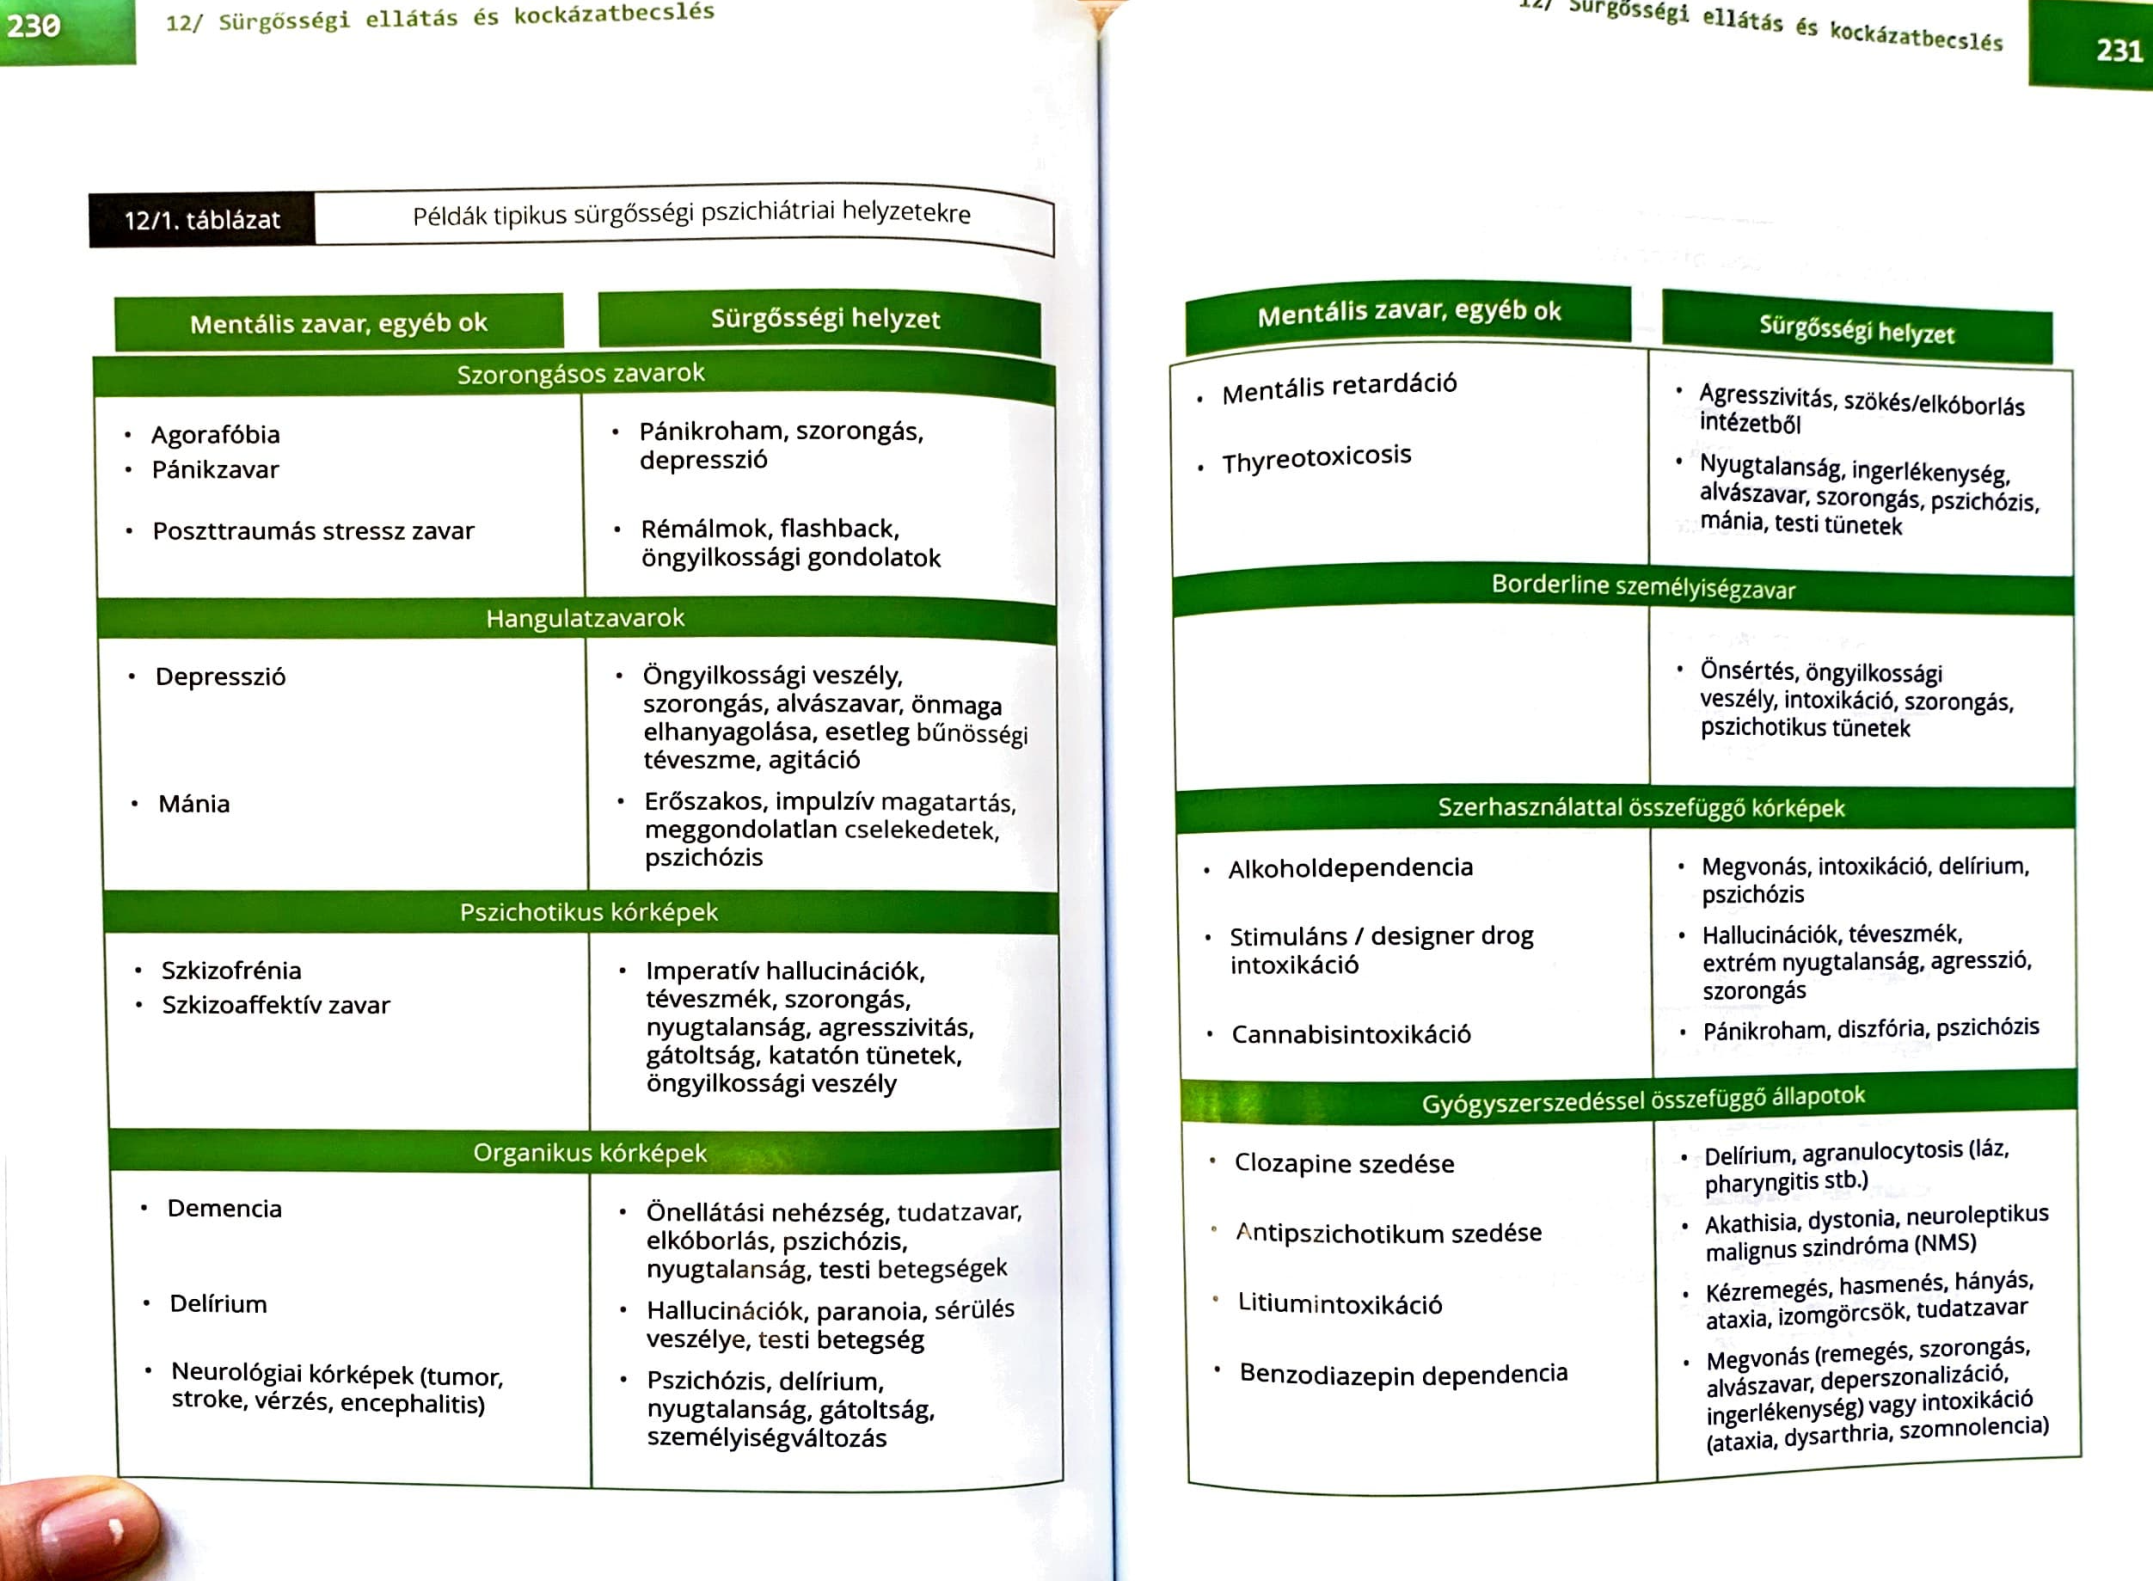 230
12/ Sürgősségi ellátás és kockázatbecslés
12/1. táblázat
Példák tipikus sürgősségi pszichiátriai helyzetekre
Mentális zavar, egyéb ok
Sürgősségi helyzet
Szorongásos zavarok
• Agorafóbia
• Pánikzavar
• Pánikroham, szorongás,
depresszió
• Poszttraumás stressz zavar
• Rémálmok, flashback,
öngyilkossági gondolatok
Hangulatzavarok
• Depresszió
• Öngyilkossági veszély,
szorongás, alvászavar, önmaga
elhanyagolása, esetleg bűnösségi
téveszme, agitáció
• Mánia
• Erőszakos, impulzív magatartás,
meggondolatlan cselekedetek,
pszichózis
Pszichotikus kórképek
• Szkizofrénia
• Szkizoaffektív zavar
• Imperatív hallucinációk,
téveszmék, szorongás,
nyugtalanság, agresszivitás,
gátoltság, katatón tünetek,
öngyilkossági veszély
Organikus kórképek
• Demencia
• Önellátási nehézség, tudatzavar,
elkóborlás, pszichózis,
nyugtalanság, testi betegségek
• Delírium
• Hallucinációk, paranoia, sérülés
veszélye, testi betegség
• Neurológiai kórképek (tumor,
stroke, vérzés, encephalitis)
• Pszichózis, delírium,
nyugtalanság, gátoltság,
személyiségváltozás
12/ Sürgősségi ellátás és kockázatbecslés
231
Mentális zavar, egyéb ok
Sürgősségi helyzet
• Mentális retardáció
• Agresszivitás, szökés/elkóborlás
intézetből
• Thyreotoxicosis
• Nyugtalanság, ingerlékenység,
alvászavar, szorongás, pszichózis,
mánia, testi tünetek
Borderline személyiségzavar
• Önsértés, öngyilkossági
veszély, intoxikáció, szorongás,
pszichotikus tünetek
Szerhasználattal összefüggő kórképek
• Alkoholdependencia
• Megvonás, intoxikáció, delírium,
pszichózis
• Stimuláns / designer drog
intoxikáció
• Hallucinációk, téveszmék,
extrém nyugtalanság, agresszió,
szorongás
• Cannabisintoxikáció
• Pánikroham, diszfória, pszichózis
Gyógyszerszedéssel összefüggő állapotok
• Clozapine szedése
• Delírium, agranulocytosis (láz,
pharyngitis stb.)
• Antipszichotikum szedése
• Akathisia, dystonia, neuroleptikus
malignus szindróma (NMS)
• Litiumintoxikáció
• Kézremegés, hasmenés, hányás,
ataxia, izomgörcsök, tudatzavar
• Benzodiazepin dependencia
• Megvonás (remegés, szorongás,
alvászavar, deperszonalizáció,
ingerlékenység) vagy intoxikáció
(ataxia, dysarthria, szomnolencia)